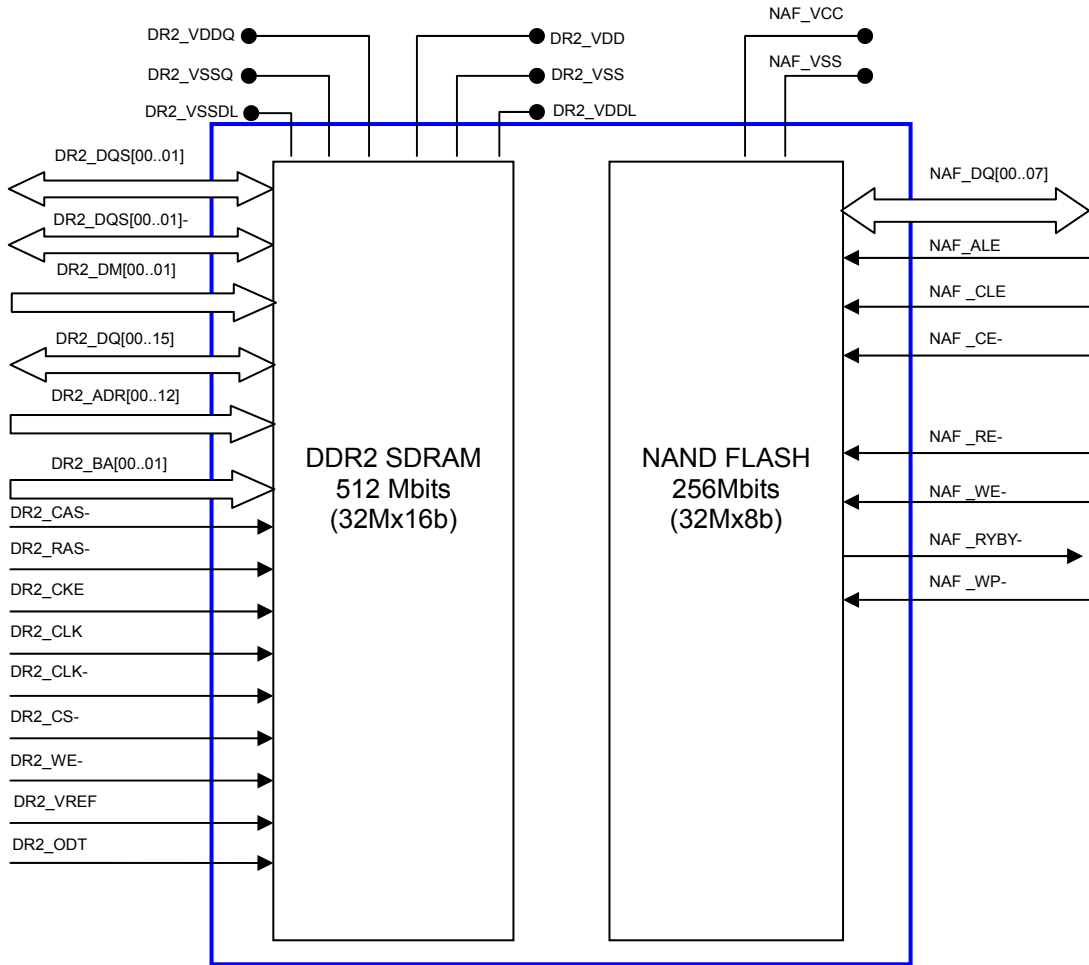 NAF_VCC
DR2_VDDQ
DR2_VDD
DR2_VSSQ
DR2_VSS
NAF_VSS
DR2_VSSDL
DR2_VDDL
DR2_DQS[00..01]
DR2_DQS[00..01]-
DR2_DM[00..01]
DR2_DQ[00..15]
DR2_ADR[00..12]
DR2_BA[00..01]
DR2_CAS-
DR2_RAS-
DR2_CKE
DR2_CLK
DR2_CLK-
DR2_CS-
DR2_WE-
DR2_VREF
DR2_ODT
DDR2 SDRAM
512 Mbits
(32Mx16b)
NAND FLASH
256Mbits
(32Mx8b)
NAF_DQ[00..07]
NAF_ALE
NAF _CLE
NAF _CE-
NAF _RE-
NAF _WE-
NAF _RYBY-
NAF _WP-